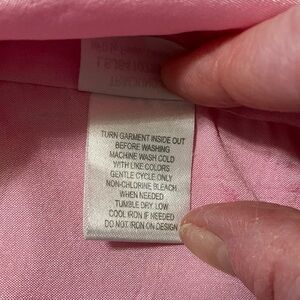 TURN GARMENT INSIDE OUT
BEFORE WASHING
MACHINE WASH COLD
WITH LIKE COLORS
GENTLE CYCLE ONLY
NON-CHLORINE BLEACH
WHEN NEEDED
TUMBLE DRY LOW
COOL IRON IF NEEDED
DO NOT IRON ON DESIGN